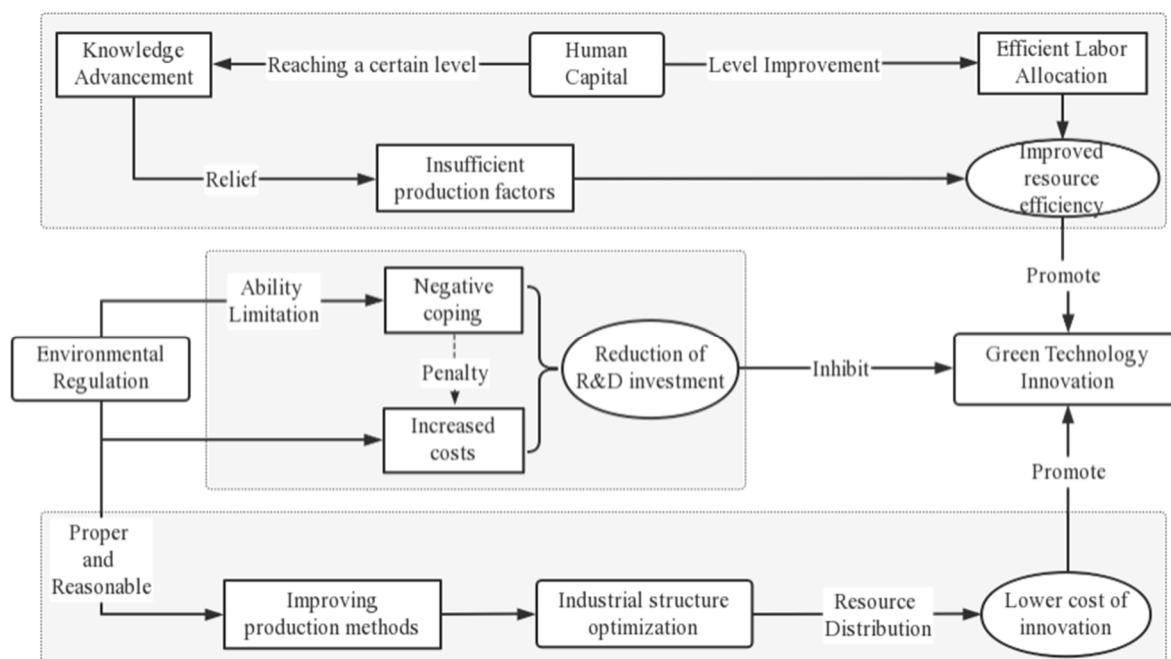 Knowledge
Advancement
Reaching a certain level
Human
Capital
Level Improvement
Efficient Labor
Allocation
Relief
Insufficient
production factors
Improved
resource
efficiency
Promote
Ability
Limitation
Negative
coping
Environmental
Regulation
Penalty
Reduction of
R&D investment
Inhibit
Green Technology
Innovation
Increased
costs
Promote
Proper
and
Reasonable
Improving
production methods
Industrial structure
optimization
Resource
Distribution
Lower cost of
innovation